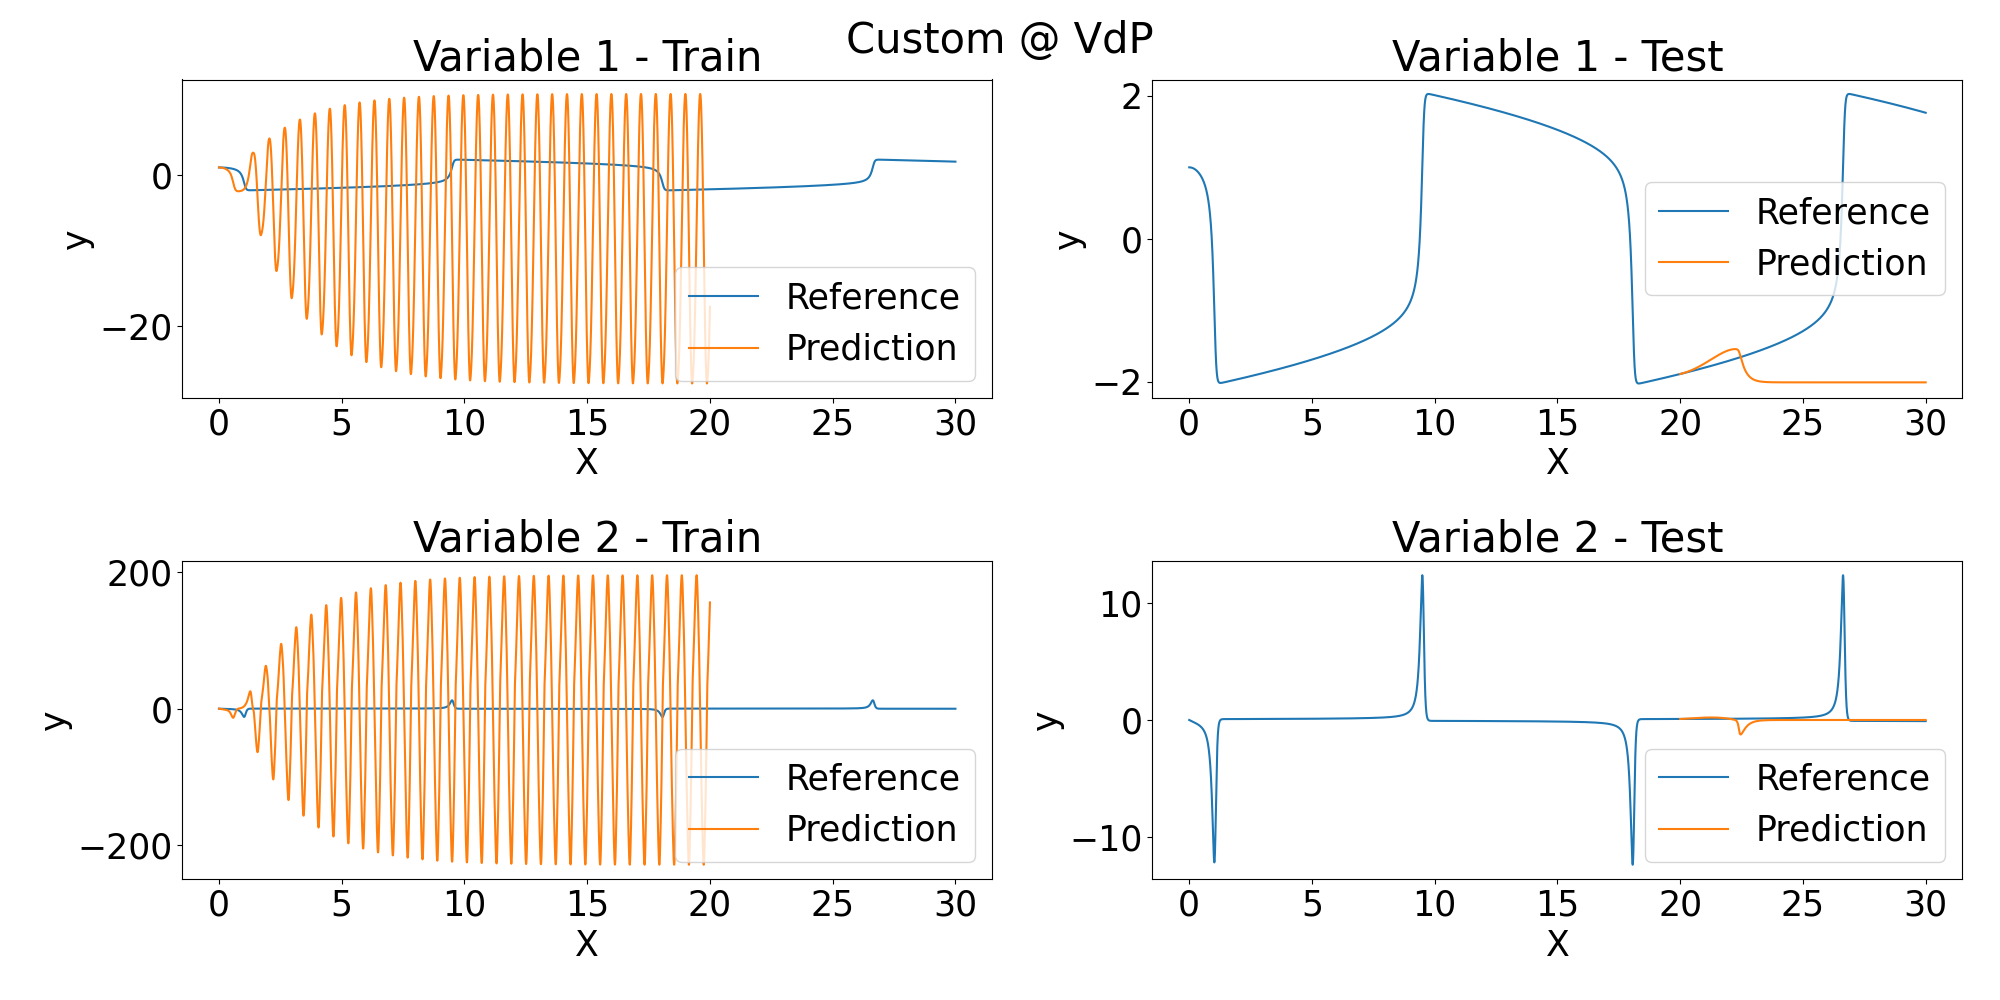 Custom @ VdP
Variable 1 - Train
0
−20
y
0 5 10 15 20 25 30
X
Reference
Prediction
Variable 1 - Test
2
0
−2
y
0 5 10 15 20 25 30
X
Reference
Prediction
Variable 2 - Train
200
0
−200
y
0 5 10 15 20 25 30
X
Reference
Prediction
Variable 2 - Test
10
0
−10
y
0 5 10 15 20 25 30
X
Reference
Prediction